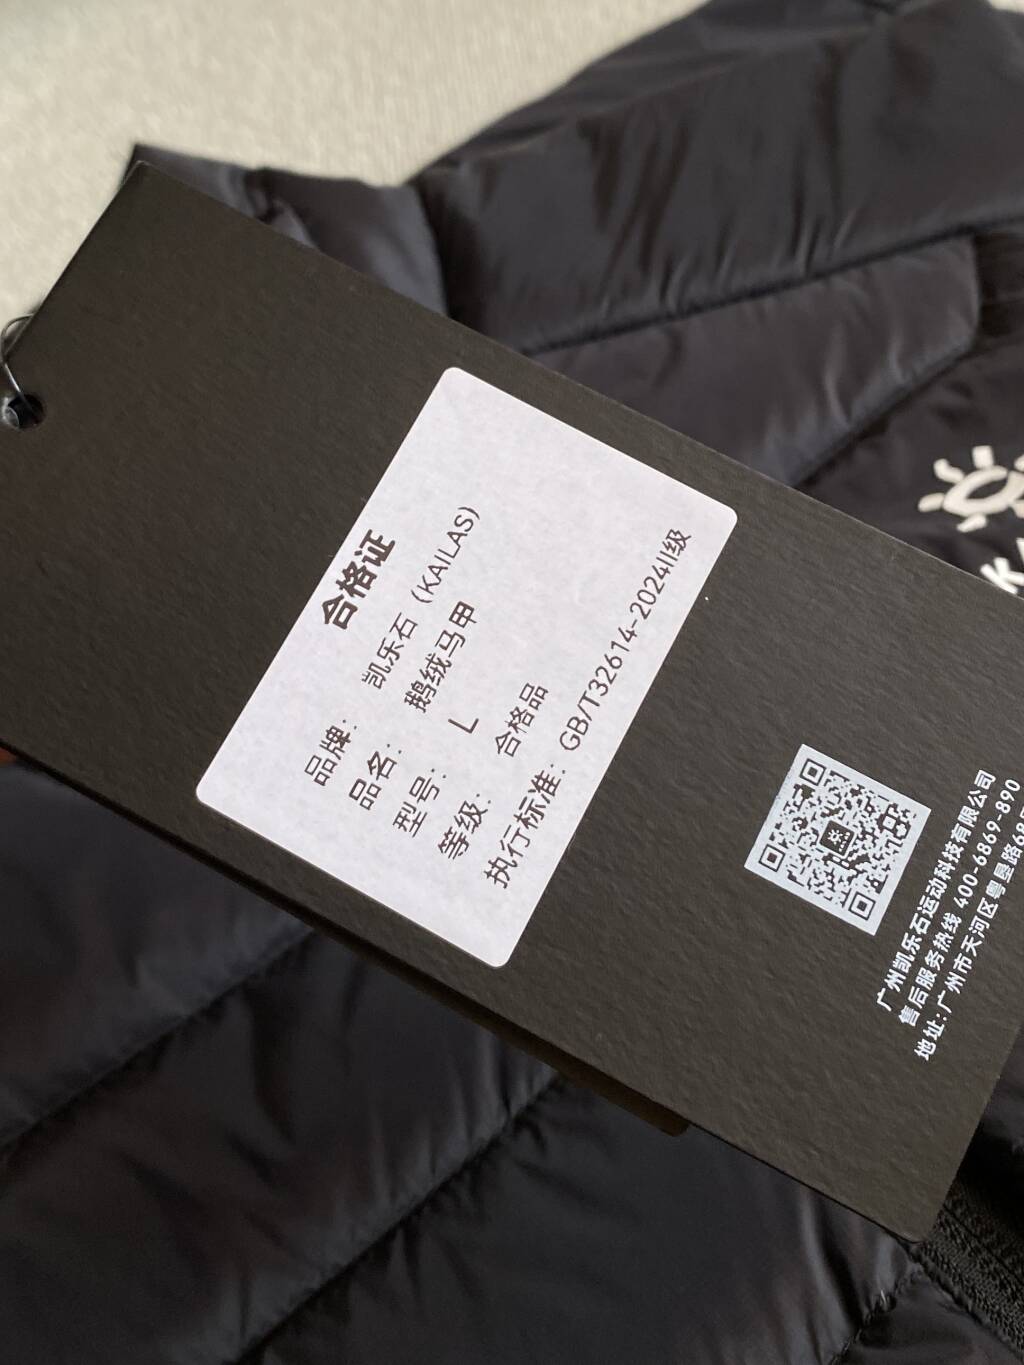 合格证
品牌： 凯乐石（KAILAS)
品名： 鹅绒马甲
型号： L
等级： 合格品
执行标准： GB/T32614-2024II级
广州凯乐石运动科技有限公司
售后服务热线 400-6869-890
地址:广州市天河区粤垦路